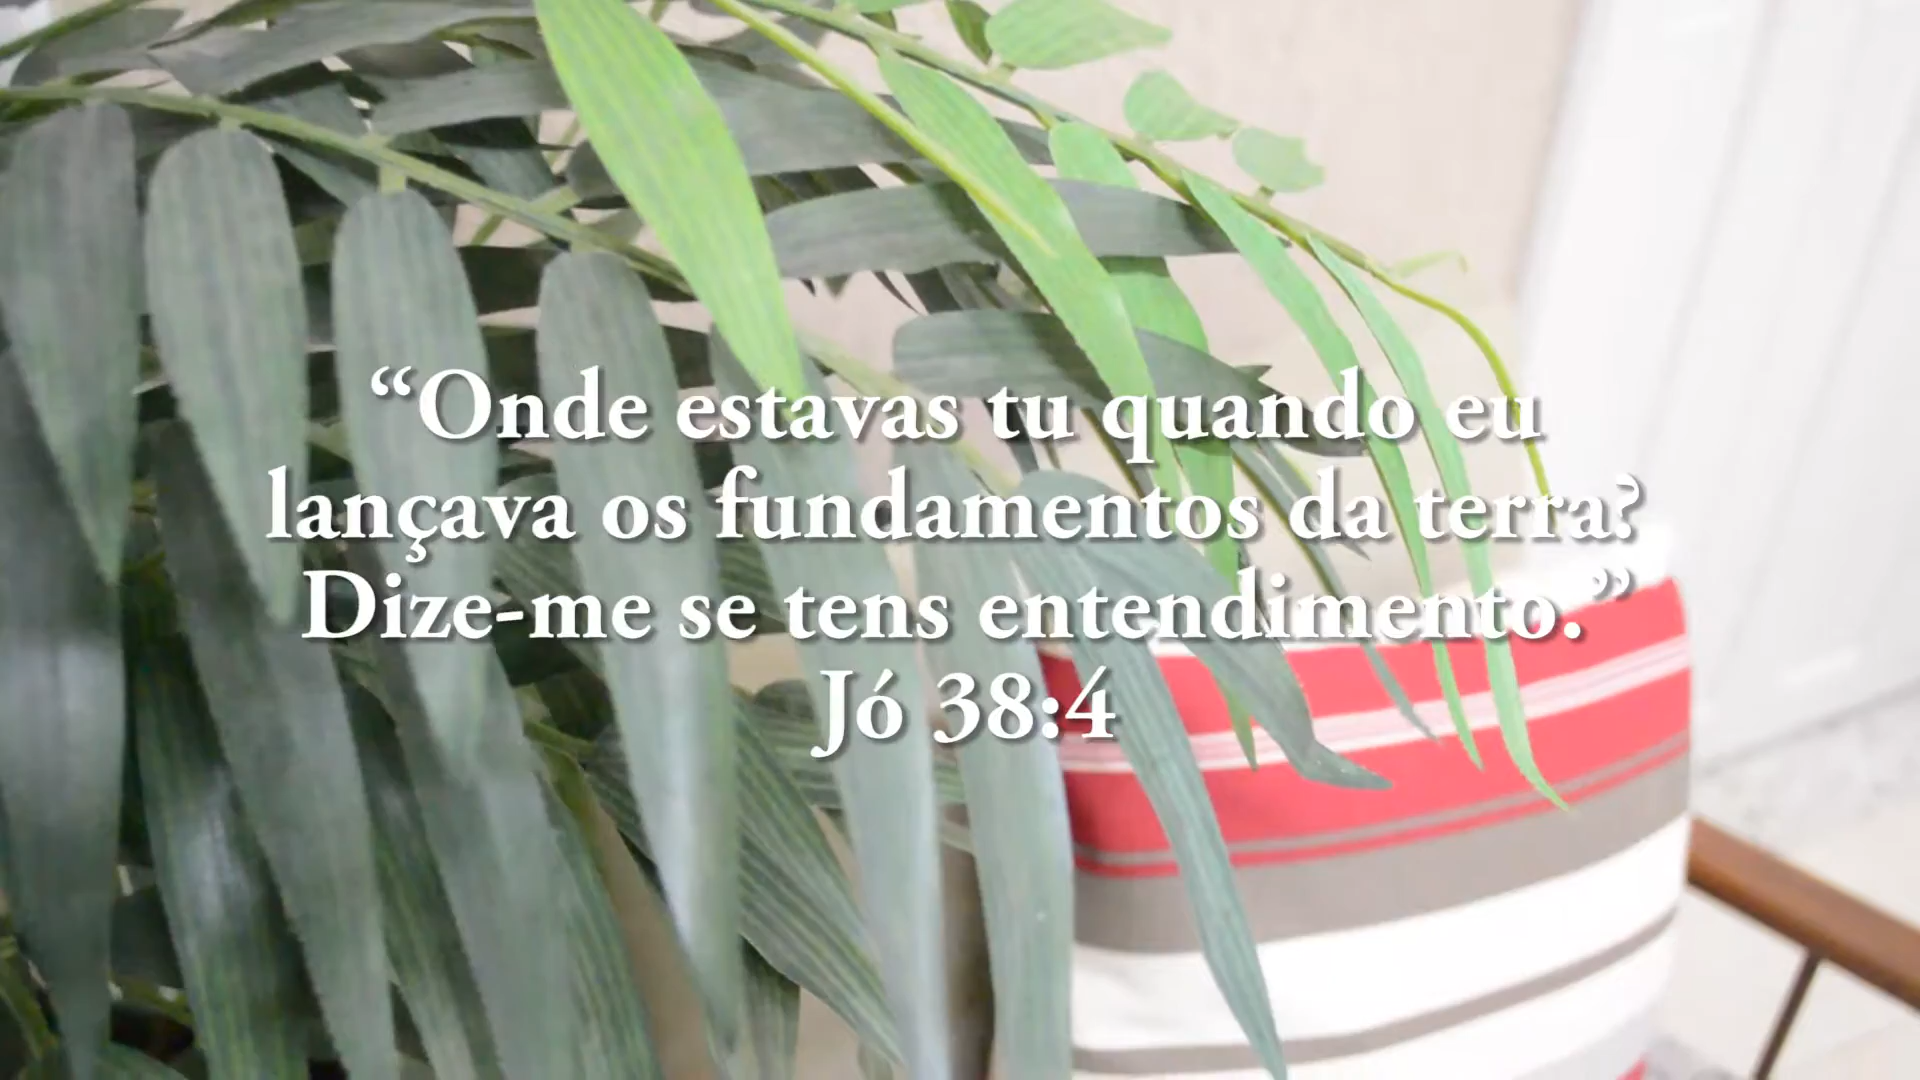 “Onde estavas tu quando eu
lançava os fundamentos da terra?
Dize-me se tens entendimento.”
Jó 38:4